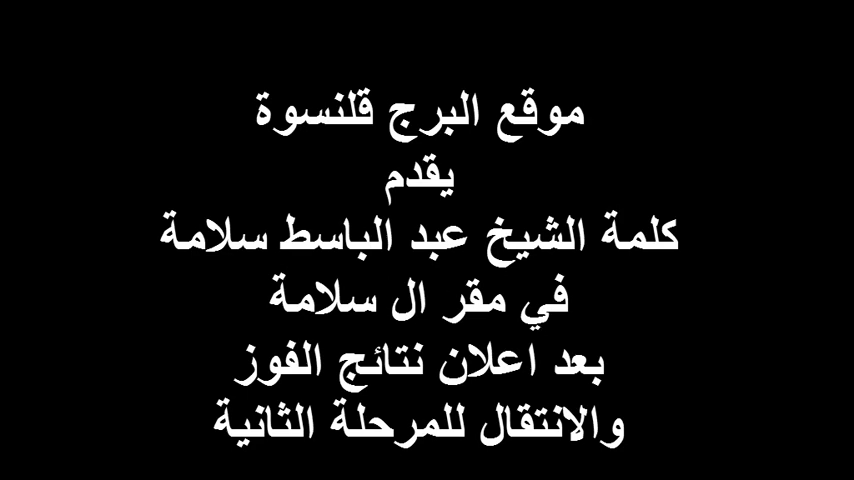 موقع البرج قلنسوة
يقدم
كلمة الشيخ عبد الباسط سلامة
في مقر ال سلامة
بعد اعلان نتائج الفوز
والانتقال للمرحلة الثانية